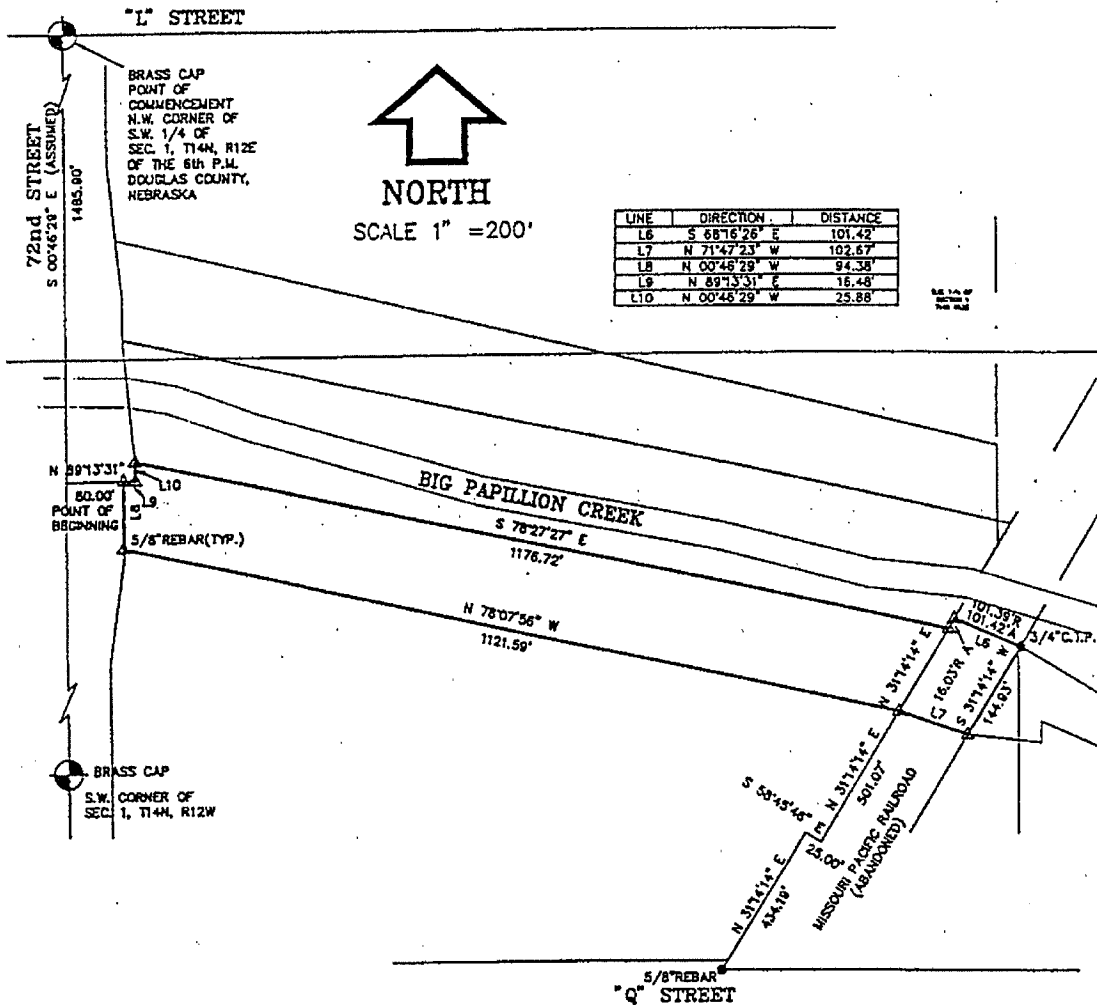 "L" STREET
BRASS CAP
POINT OF
COMMENCEMENT
N.W. CORNER OF
S.W. 1/4 OF
SEC. 1, T14N, R12E
OF THE 6th P.M.
DOUGLAS COUNTY,
NEBRASKA
72nd STREET
S 00°46'29" E (ASSUMED)
1485.90'
NORTH
SCALE 1" =200'
LINE DIRECTION DISTANCE
L6 S 68°16'26" E 101.42'
L7 N 71°47'23" W 102.67'
L8 N 00°46'29" W 94.38'
L9 N 89°13'31" E 16.48'
L10 N 00°46'29" W 25.88'
N 89°13'31"
L10
L9
L8
POINT OF
BEGINNING
5/8"REBAR(TYP.)
BIG PAPILLION CREEK
S 78°27'27" E
1176.72'
N 78°07'56" W
1121.59'
101.39'R
101.42'A
L6
3/4"C.T.P.
N 31°14'14" E
16.03'R A
S 31°14'14" W
144.93'
L7
N 31°14'14" E
501.07'
S 58°45'46"
E
25.00'
MISSOURI PACIFIC RAILROAD
(ABANDONED)
N 31°14'14" E
434.19'
BRASS CAP
S.W. CORNER OF
SEC. 1, T14N, R12W
5/8"REBAR
"Q" STREET